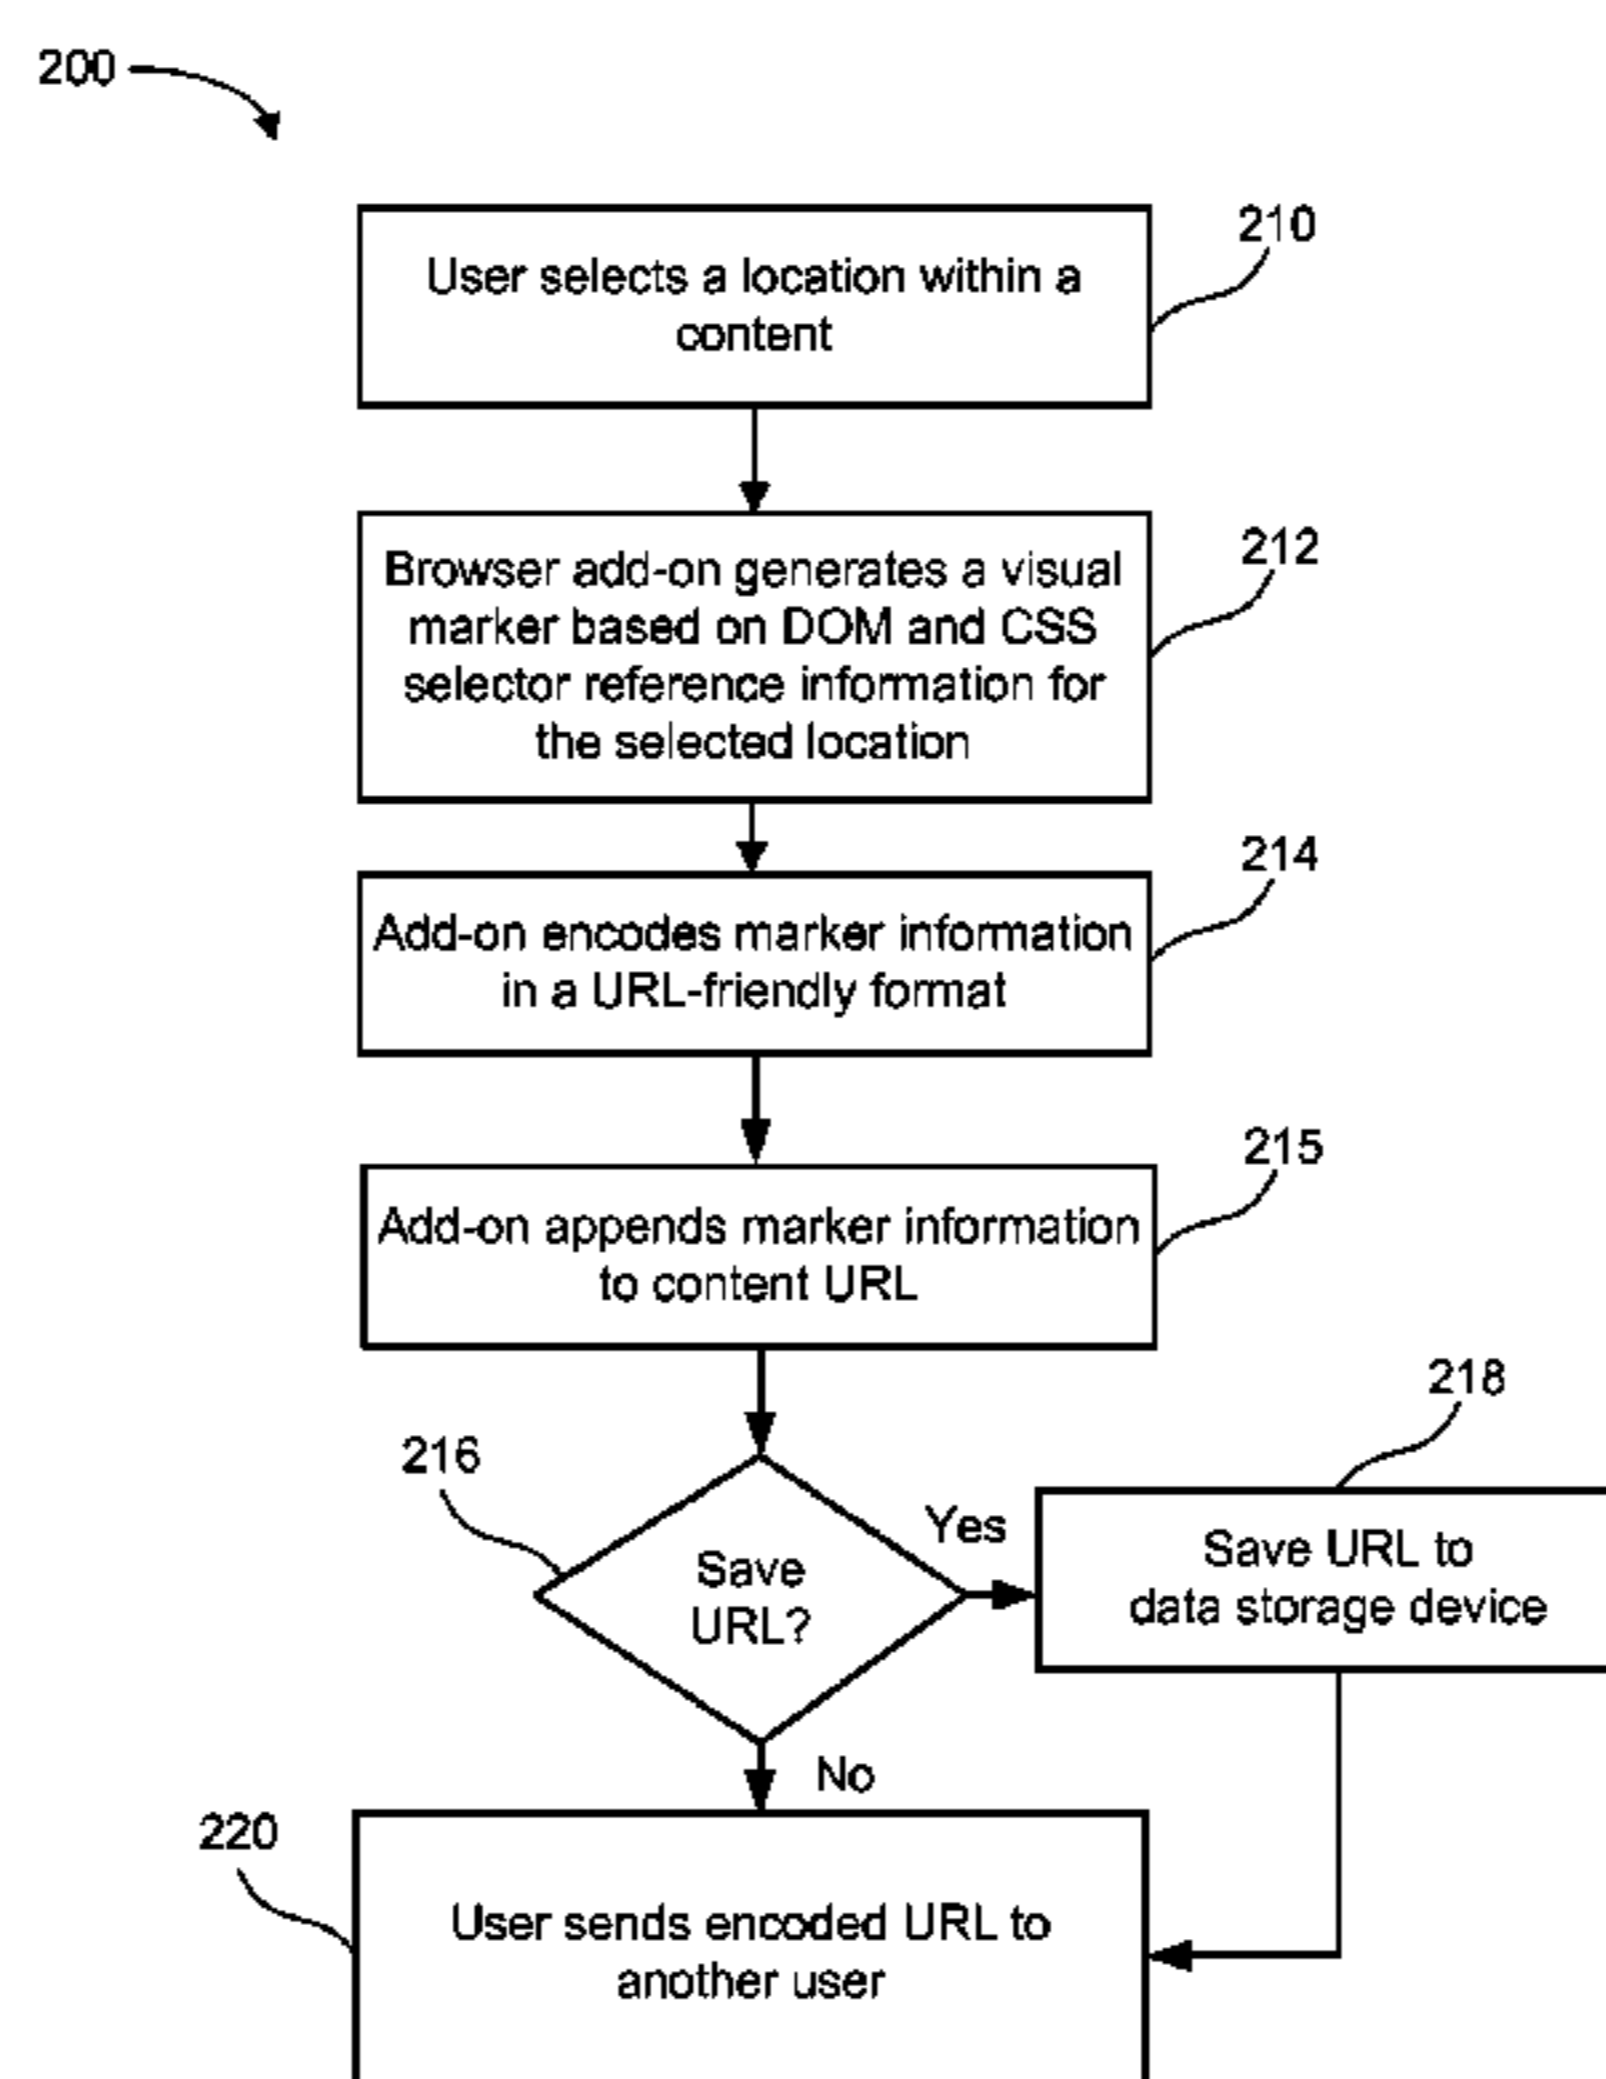 200
210
User selects a location within a
content
212
Browser add-on generates a visual
marker based on DOM and CSS
selector reference information for
the selected location
214
Add-on encodes marker information
in a URL-friendly format
215
Add-on appends marker information
to content URL
218
216
Yes
Save URL to
data storage device
Save
URL?
No
220
User sends encoded URL to
another user